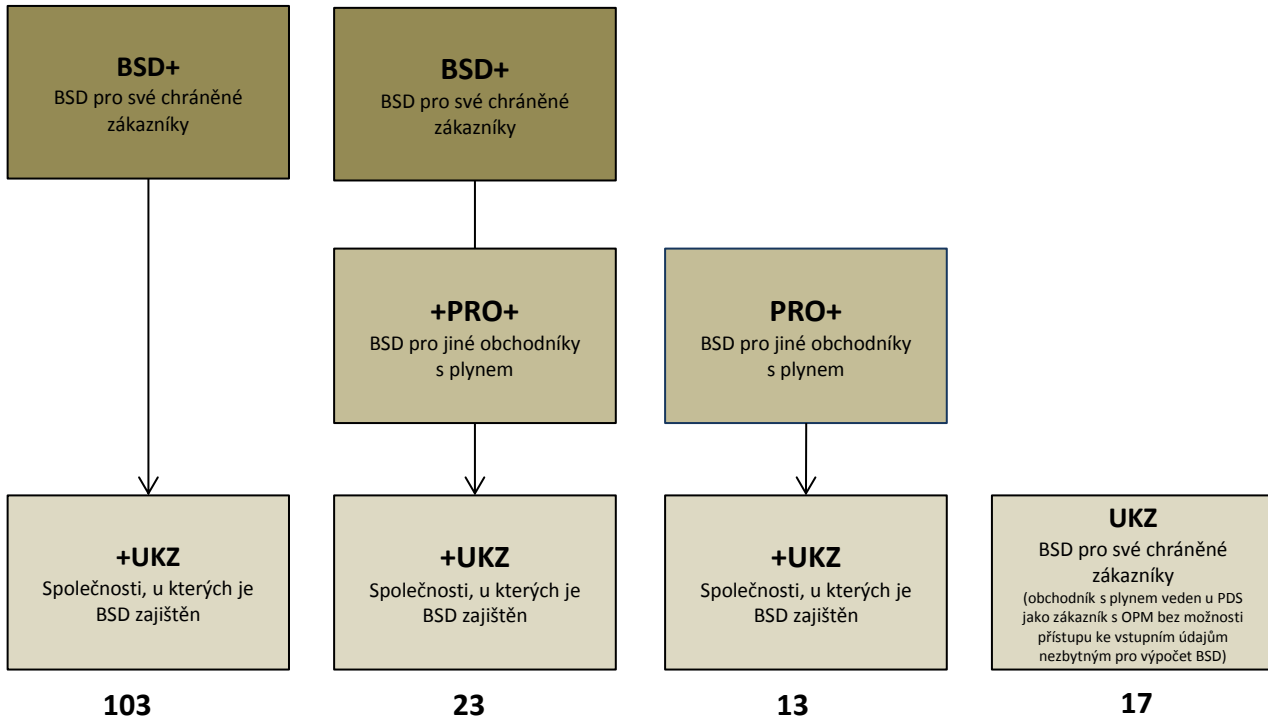 BSD+
BSD pro své chráněné
zákazníky
BSD+
BSD pro své chráněné
zákazníky
+PRO+
BSD pro jiné obchodníky
s plynem
PRO+
BSD pro jiné obchodníky
s plynem
+UKZ
Společnosti, u kterých je
BSD zajištěn
+UKZ
Společnosti, u kterých je
BSD zajištěn
+UKZ
Společnosti, u kterých je
BSD zajištěn
UKZ
BSD pro své chráněné
zákazníky
(obchodník s plynem veden u PDS
jako zákazník s OPM bez možnosti
přístupu ke vstupním údajům
nezbytným pro výpočet BSD)
103
23
13
17